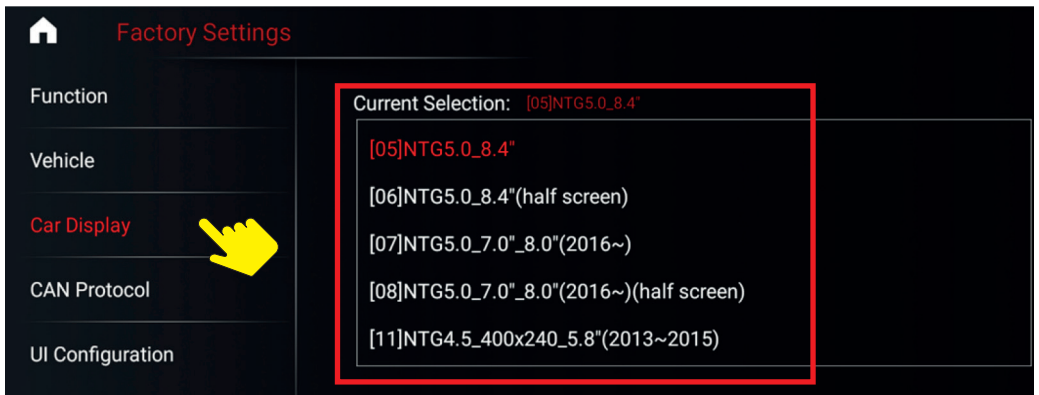 Factory Settings
Function
Vehicle
Car Display
CAN Protocol
UI Configuration
Current Selection: [05]NTG5.0_8.4"
[05]NTG5.0_8.4"
[06]NTG5.0_8.4"(half screen)
[07]NTG5.0_7.0"_8.0"(2016~)
[08]NTG5.0_7.0"_8.0"(2016~)(half screen)
[11]NTG4.5_400x240_5.8"(2013~2015)